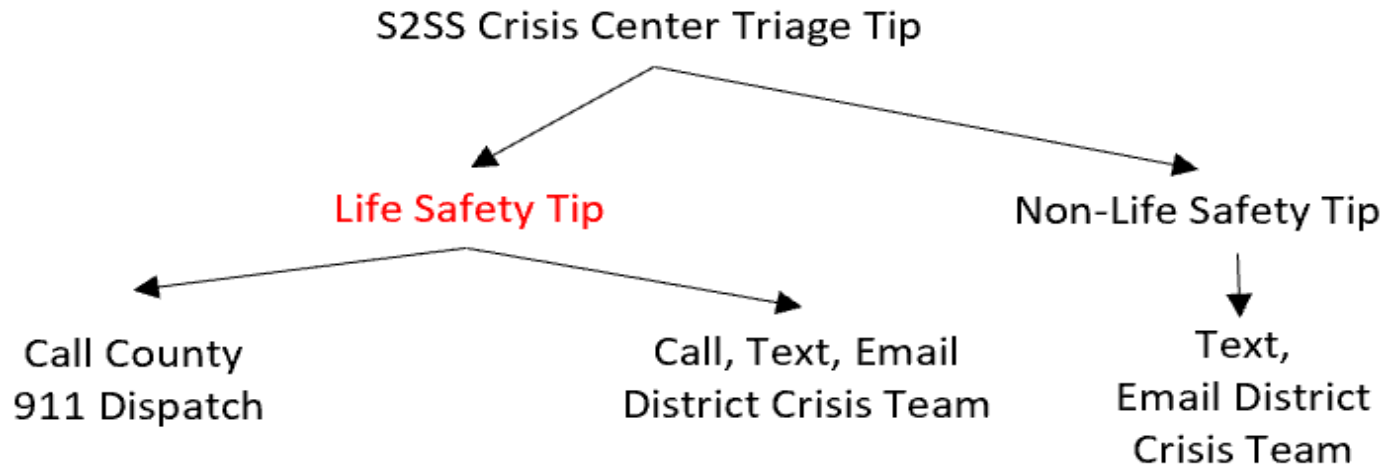 S2SS Crisis Center Triage Tip
Life Safety Tip
Non-Life Safety Tip
Call County
911 Dispatch
Call, Text, Email
District Crisis Team
Text,
Email District
Crisis Team